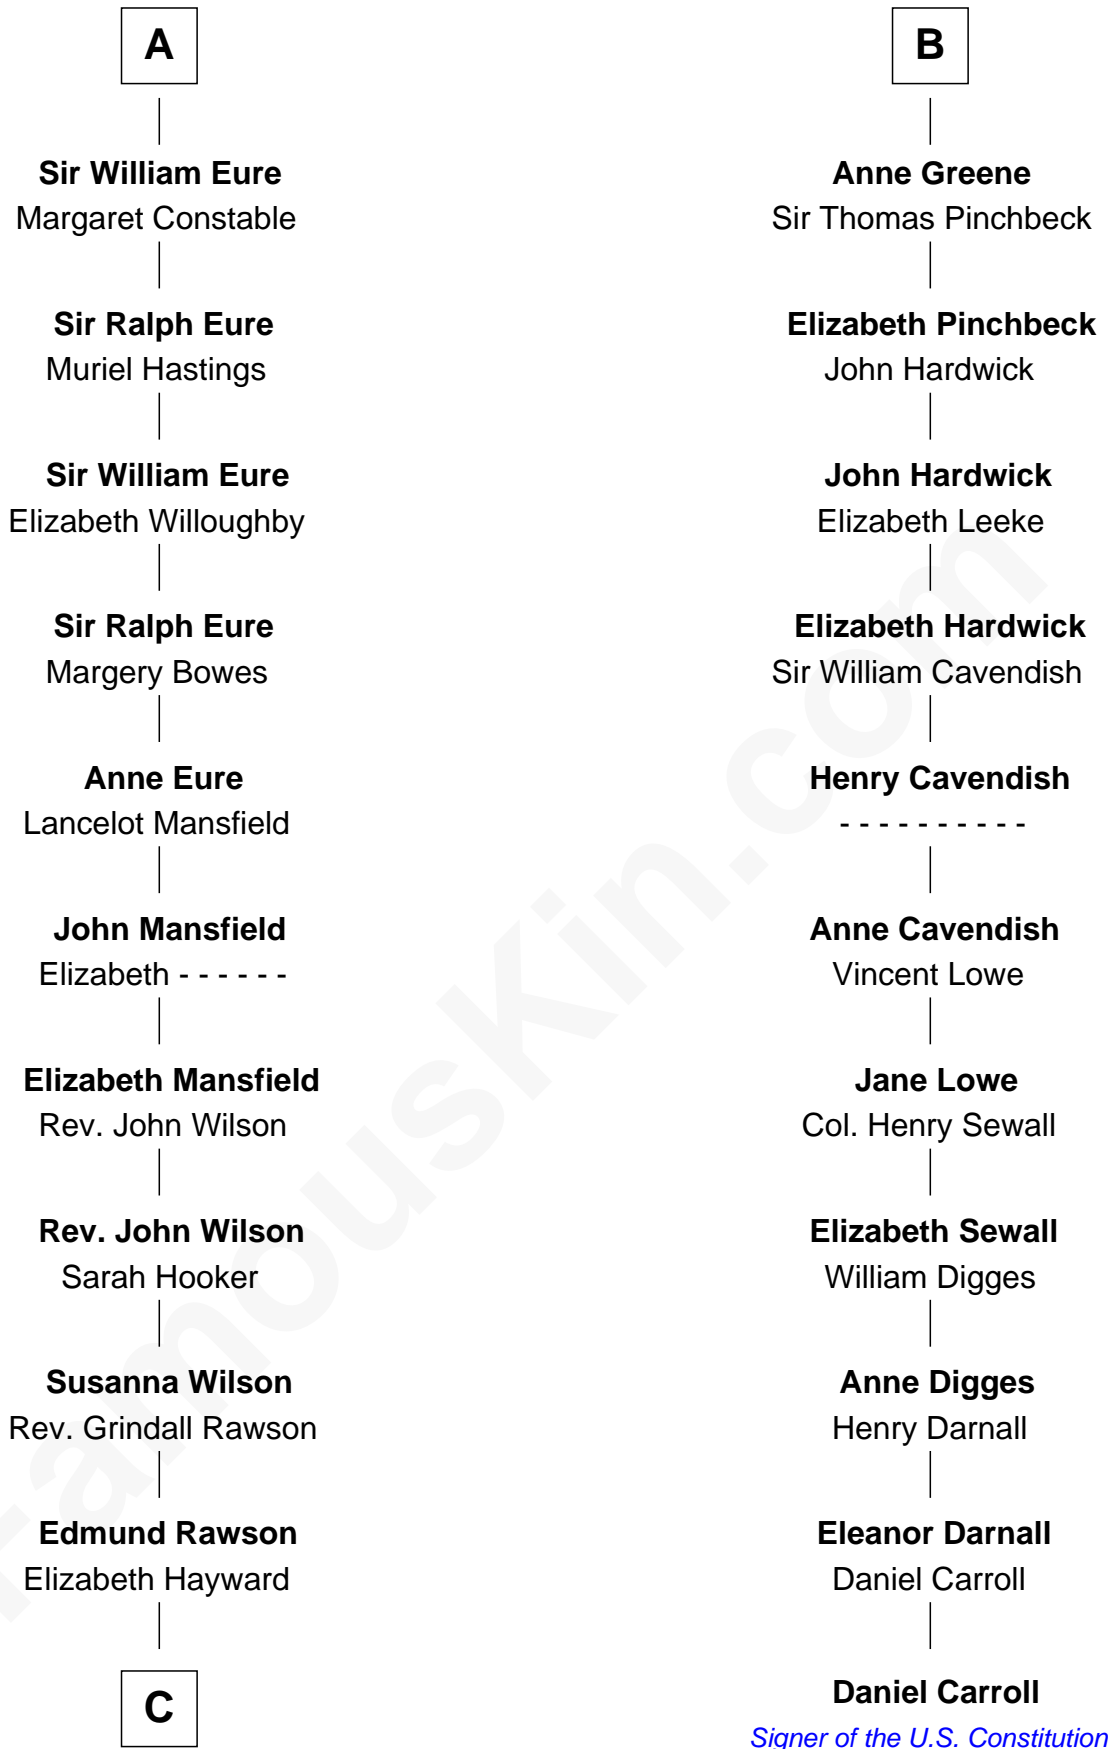 A
Sir William Eure
Margaret Constable
Sir Ralph Eure
Muriel Hastings
Sir William Eure
Elizabeth Willoughby
Sir Ralph Eure
Margery Bowes
Anne Eure
Lancelot Mansfield
John Mansfield
Elizabeth - - - - - -
Elizabeth Mansfield
Rev. John Wilson
Rev. John Wilson
Sarah Hooker
Susanna Wilson
Rev. Grindall Rawson
Edmund Rawson
Elizabeth Hayward
C
B
Anne Greene
Sir Thomas Pinchbeck
Elizabeth Pinchbeck
John Hardwick
John Hardwick
Elizabeth Leeke
Elizabeth Hardwick
Sir William Cavendish
Henry Cavendish
- - - - - - - - - -
Anne Cavendish
Vincent Lowe
Jane Lowe
Col. Henry Sewall
Elizabeth Sewall
William Digges
Anne Digges
Henry Darnall
Eleanor Darnall
Daniel Carroll
Daniel Carroll
Signer of the U.S. Constitution
FamousKin.com